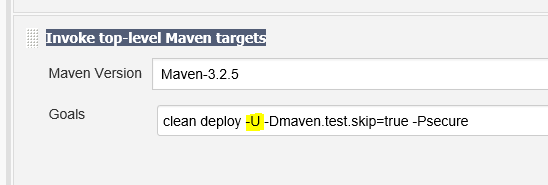 Invoke top-level Maven targets
Maven Version Maven-3.2.5
Goals clean deploy -U -Dmaven.test.skip=true -Psecure